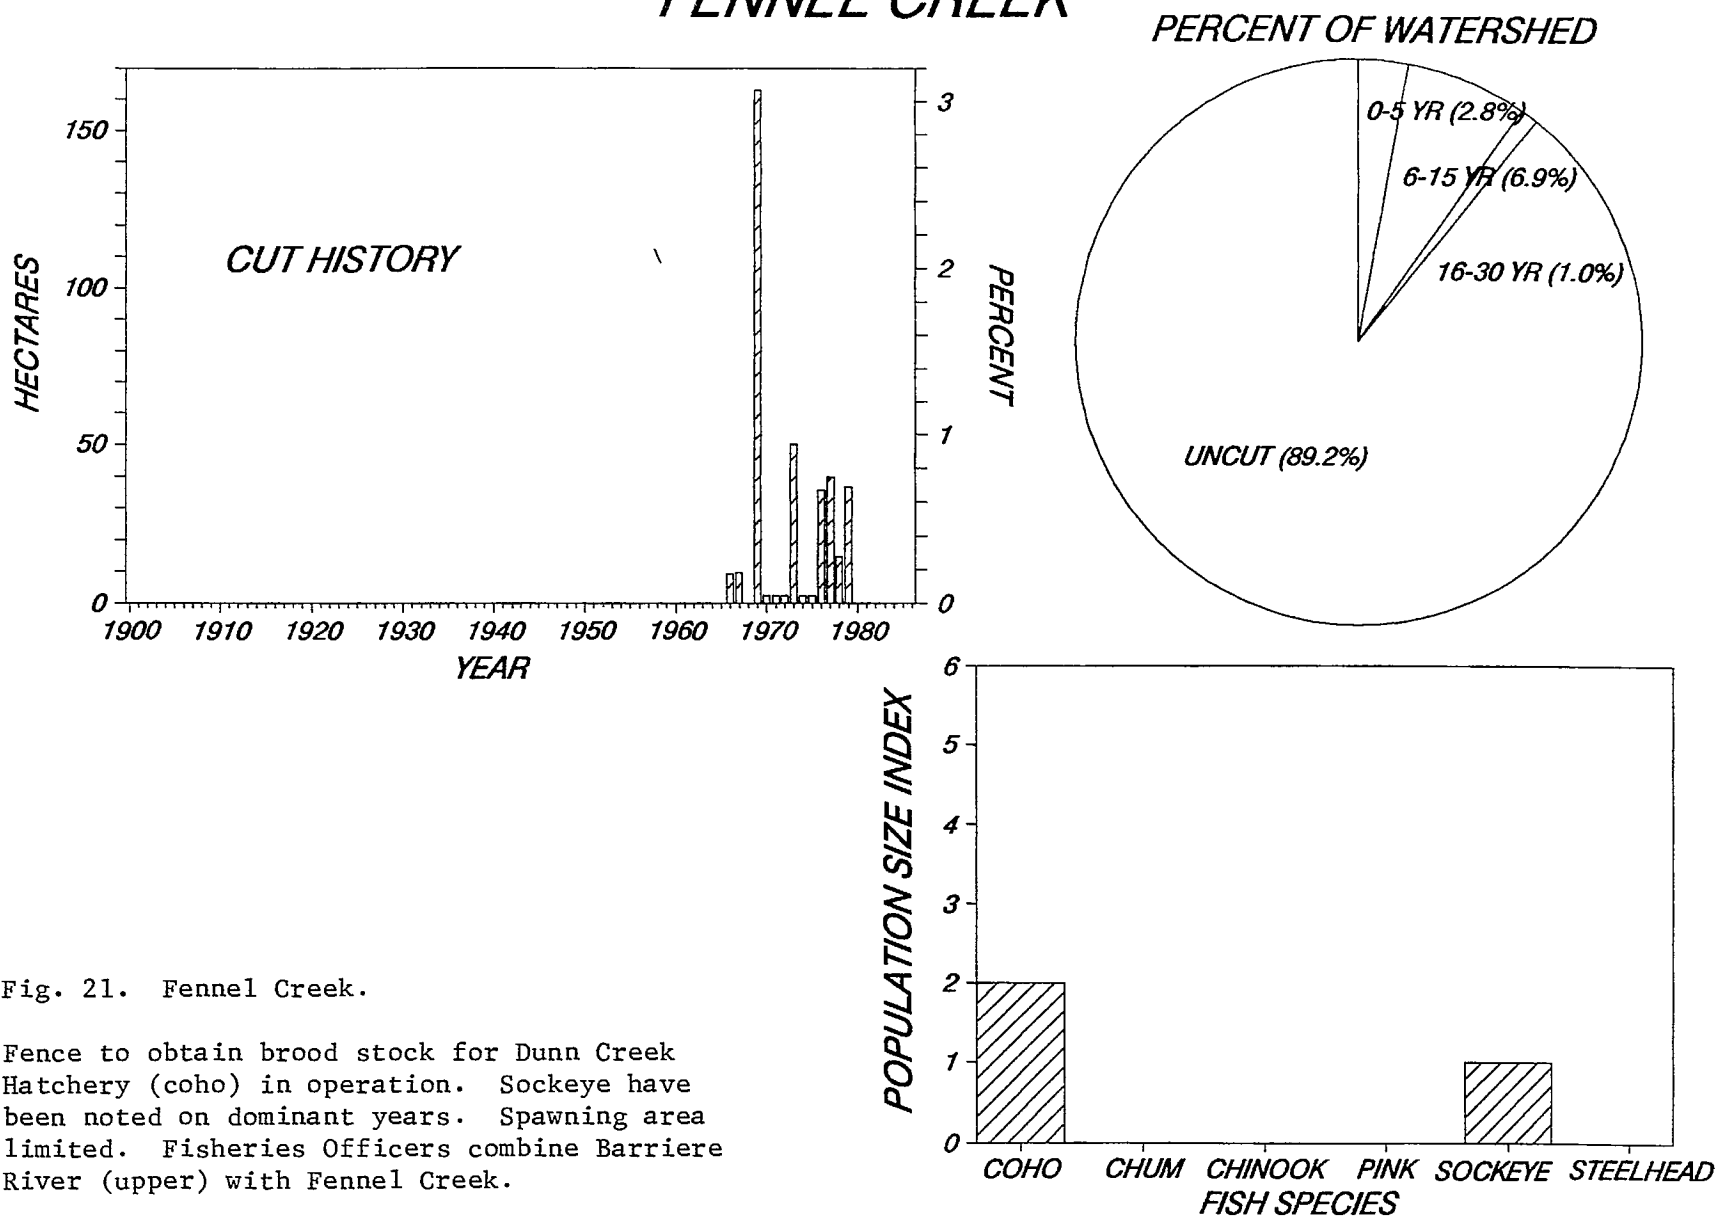 FENNEL CREEK
CUT HISTORY
HECTARES
150
100
50
0
3
2
1
0
PERCENT
1900 1910 1920 1930 1940 1950 1960 1970 1980
YEAR
PERCENT OF WATERSHED
0-5 YR (2.8%)
6-15 YR (6.9%)
16-30 YR (1.0%)
UNCUT (89.2%)
POPULATION SIZE INDEX
6
5
4
3
2
1
0
COHO CHUM CHINOOK PINK SOCKEYE STEELHEAD
FISH SPECIES
Fig. 21. Fennel Creek.
Fence to obtain brood stock for Dunn Creek
Hatchery (coho) in operation. Sockeye have
been noted on dominant years. Spawning area
limited. Fisheries Officers combine Barriere
River (upper) with Fennel Creek.